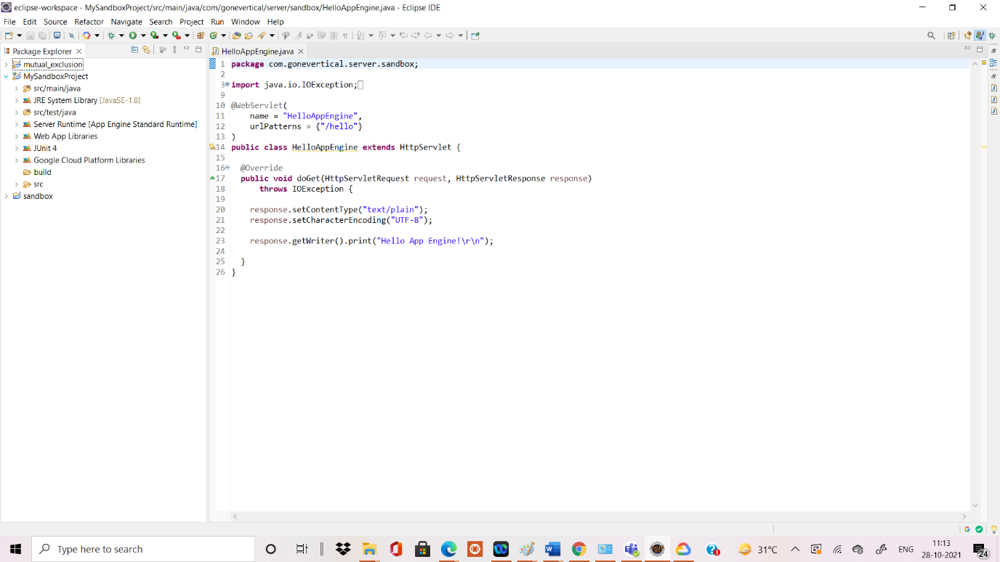 eclipse-workspace - MySandboxProject/src/main/java/com/gonevertical/server/sandbox/HelloAppEngine.java - Eclipse IDE
File Edit Source Refactor Navigate Search Project Run Window Help
Package Explorer
mutual_exclusion
MySandboxProject
src/main/java
JRE System Library [JavaSE-1.8]
src/test/java
Server Runtime [App Engine Standard Runtime]
Web App Libraries
JUnit 4
Google Cloud Platform Libraries
build
src
sandbox
HelloAppEngine.java
1 package com.gonevertical.server.sandbox;
2
3 import java.io.IOException;
9
10 @WebServlet(
11 name = "HelloAppEngine",
12 urlPatterns = {"/hello"}
13 )
14 public class HelloAppEngine extends HttpServlet {
15
16 @Override
17 public void doGet(HttpServletRequest request, HttpServletResponse response)
18 throws IOException {
19
20 response.setContentType("text/plain");
21 response.setCharacterEncoding("UTF-8");
22
23 response.getWriter().print("Hello App Engine!\r\n");
24
25 }
26 }
Type here to search
31°C
ENG
11:13
28-10-2021
24